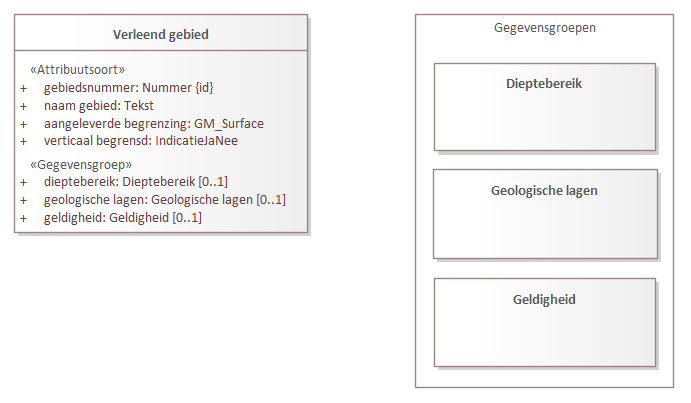 Verleend gebied
«Attribuutsoort»
+ gebiedsnummer: Nummer {id}
+ naam gebied: Tekst
+ aangeleverde begrenzing: GM_Surface
+ verticaal begrensd: IndicatieJaNee
«Gegevensgroep»
+ dieptebereik: Dieptebereik [0..1]
+ geologische lagen: Geologische lagen [0..1]
+ geldigheid: Geldigheid [0..1]
Gegevensgroepen
Dieptebereik
Geologische lagen
Geldigheid